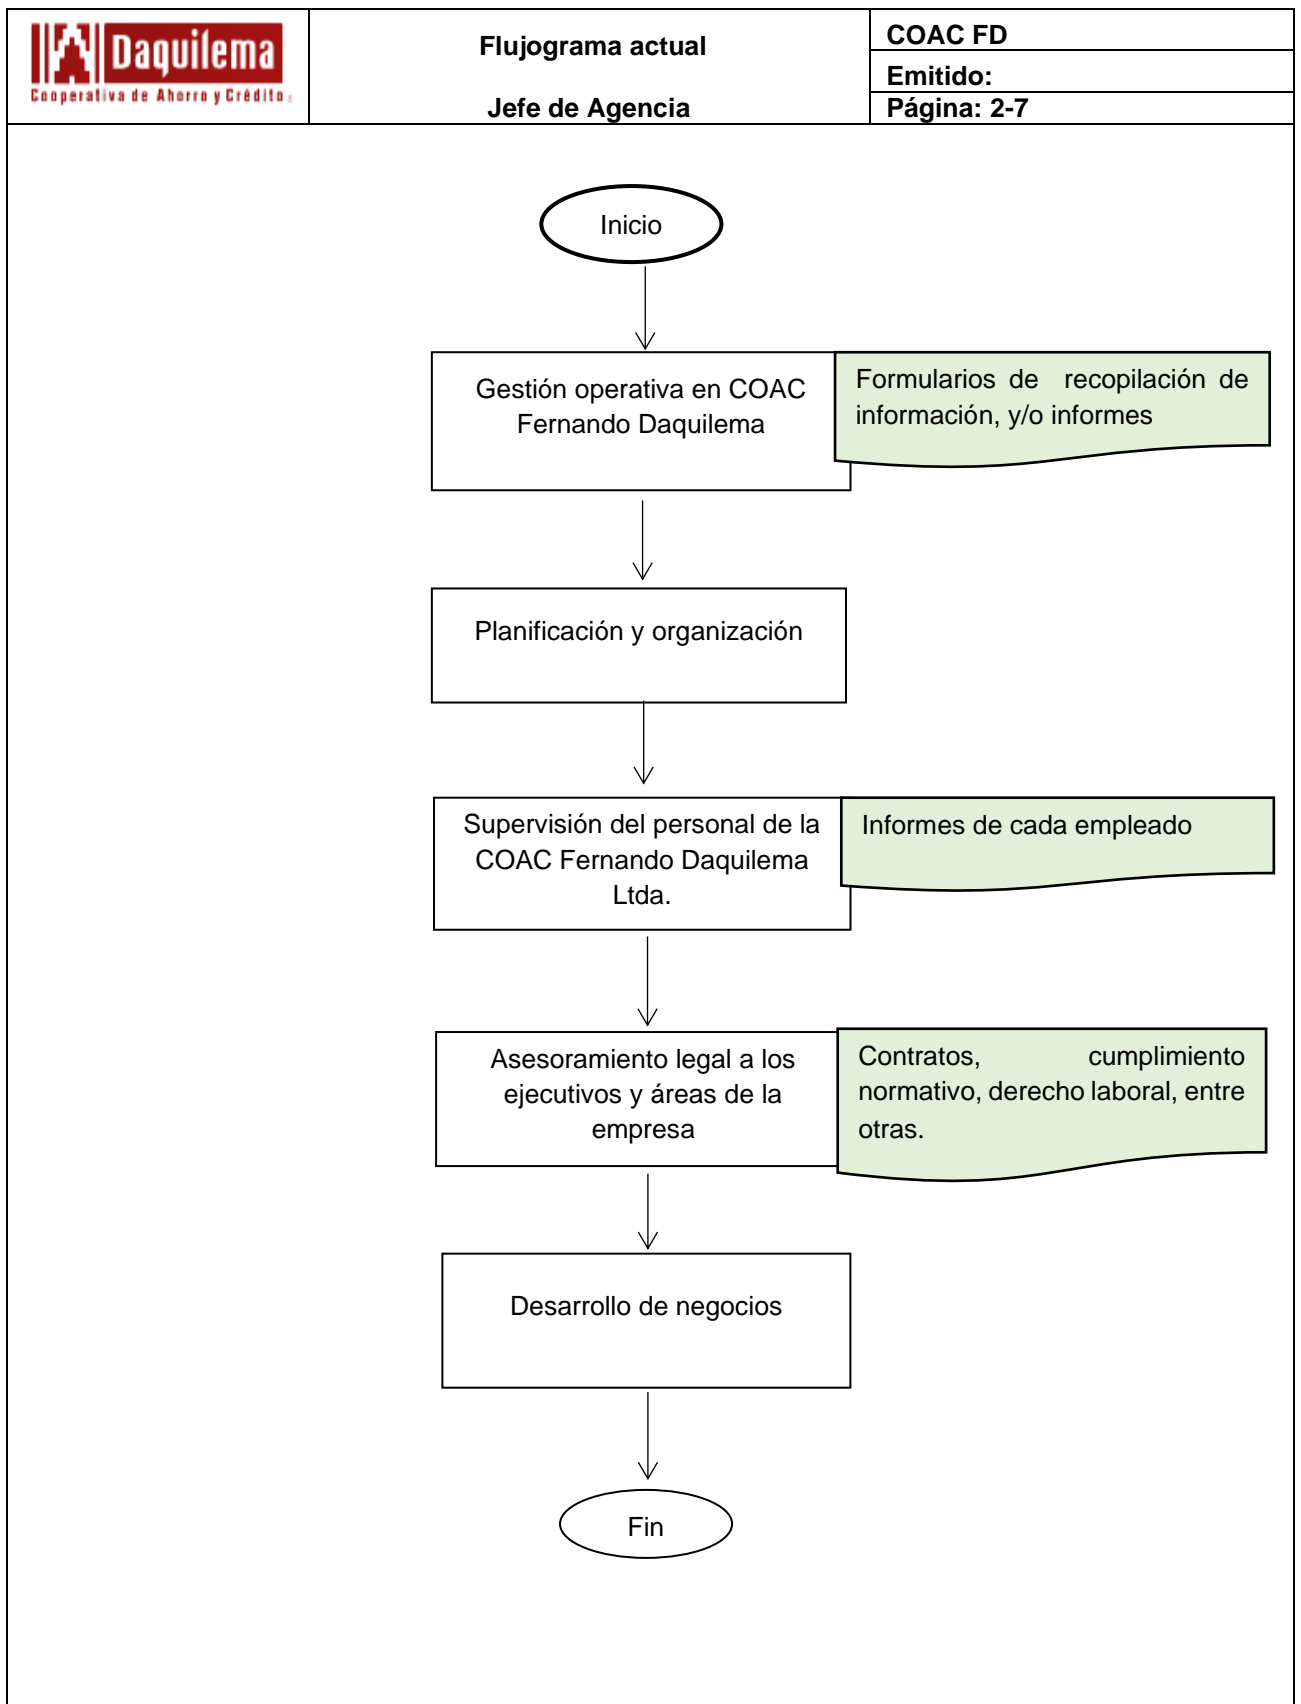 Daquilema
Cooperativa de Ahorro y Crédito
Flujograma actual
Jefe de Agencia
COAC FD
Emitido:
Página: 2-7
Inicio
Gestión operativa en COAC
Fernando Daquilema
Formularios de recopilación de
información, y/o informes
Planificación y organización
Supervisión del personal de la
COAC Fernando Daquilema
Ltda.
Informes de cada empleado
Asesoramiento legal a los
ejecutivos y áreas de la
empresa
Contratos, cumplimiento
normativo, derecho laboral, entre
otras.
Desarrollo de negocios
Fin